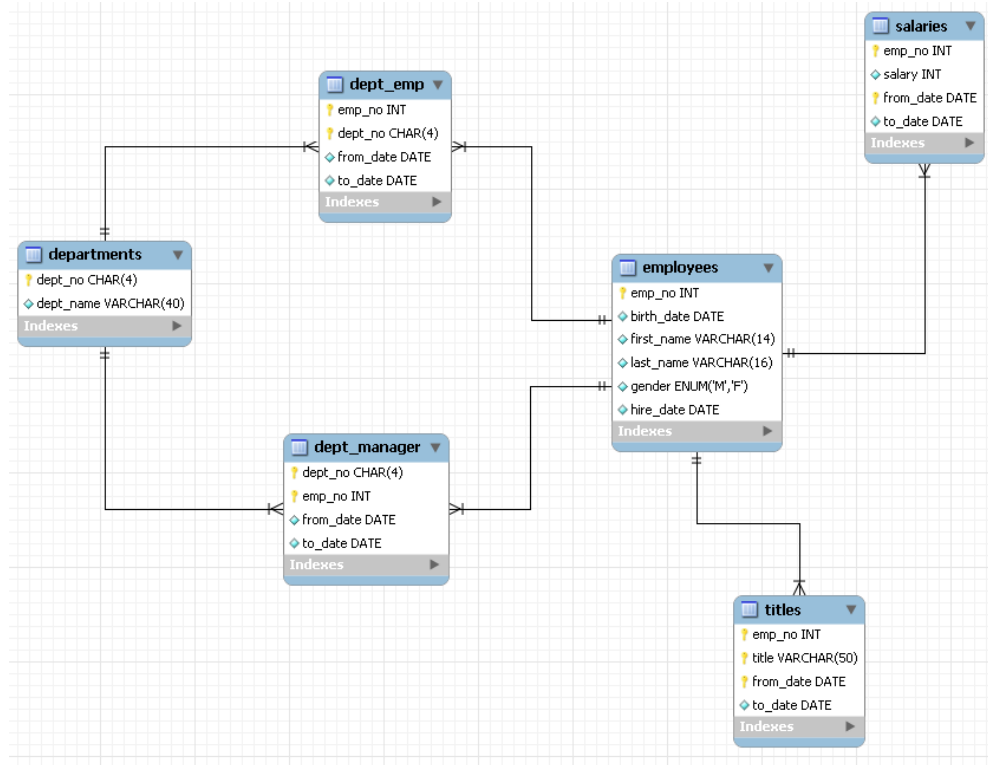 salaries
emp_no INT
salary INT
from_date DATE
to_date DATE
Indexes
dept_emp
emp_no INT
dept_no CHAR(4)
from_date DATE
to_date DATE
Indexes
departments
dept_no CHAR(4)
dept_name VARCHAR(40)
Indexes
employees
emp_no INT
birth_date DATE
first_name VARCHAR(14)
last_name VARCHAR(16)
gender ENUM('M','F')
hire_date DATE
Indexes
dept_manager
dept_no CHAR(4)
emp_no INT
from_date DATE
to_date DATE
Indexes
titles
emp_no INT
title VARCHAR(50)
from_date DATE
to_date DATE
Indexes